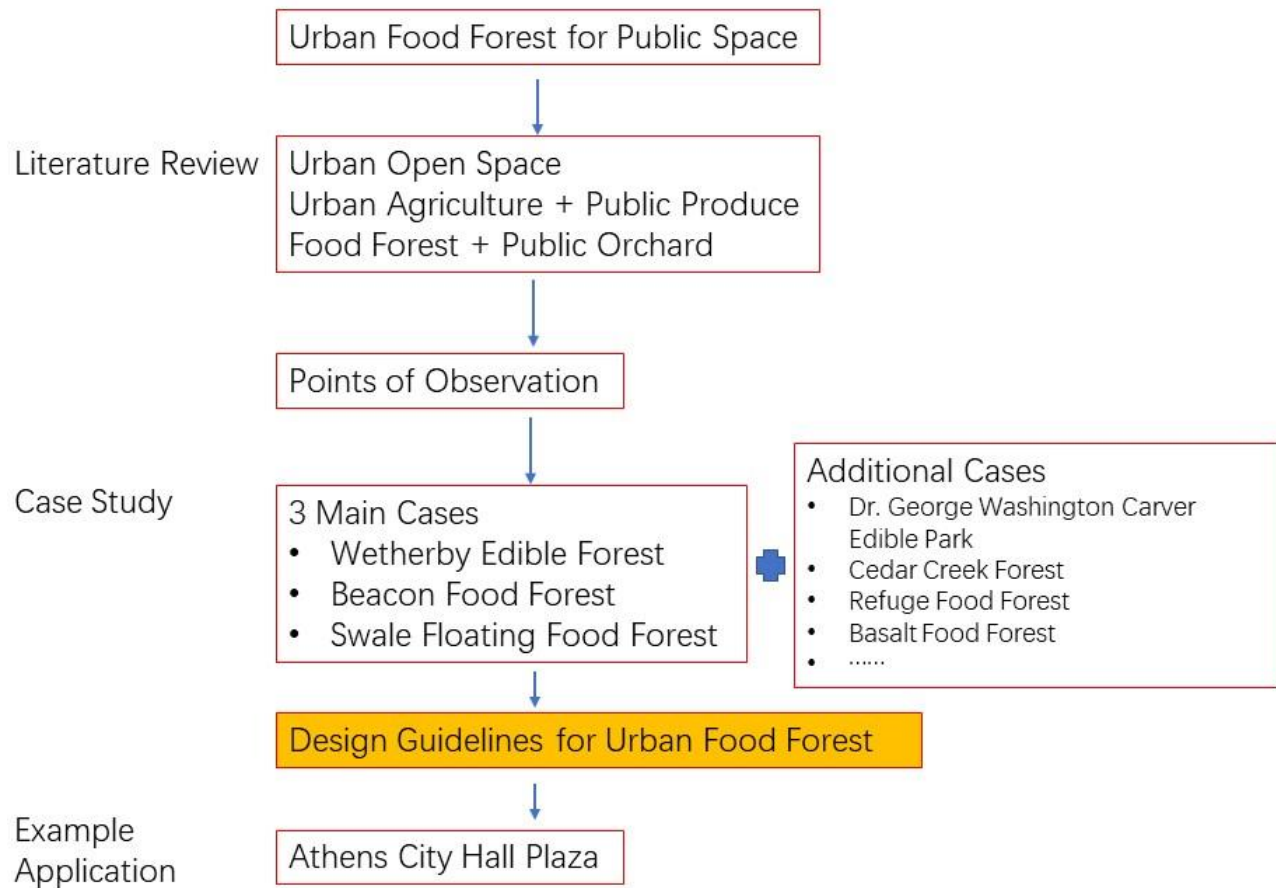 Urban Food Forest for Public Space
Literature Review
Urban Open Space
Urban Agriculture + Public Produce
Food Forest + Public Orchard
Points of Observation
Case Study
3 Main Cases
• Wetherby Edible Forest
• Beacon Food Forest
• Swale Floating Food Forest
Additional Cases
• Dr. George Washington Carver
Edible Park
• Cedar Creek Forest
• Refuge Food Forest
• Basalt Food Forest
• ......
Design Guidelines for Urban Food Forest
Example
Application
Athens City Hall Plaza